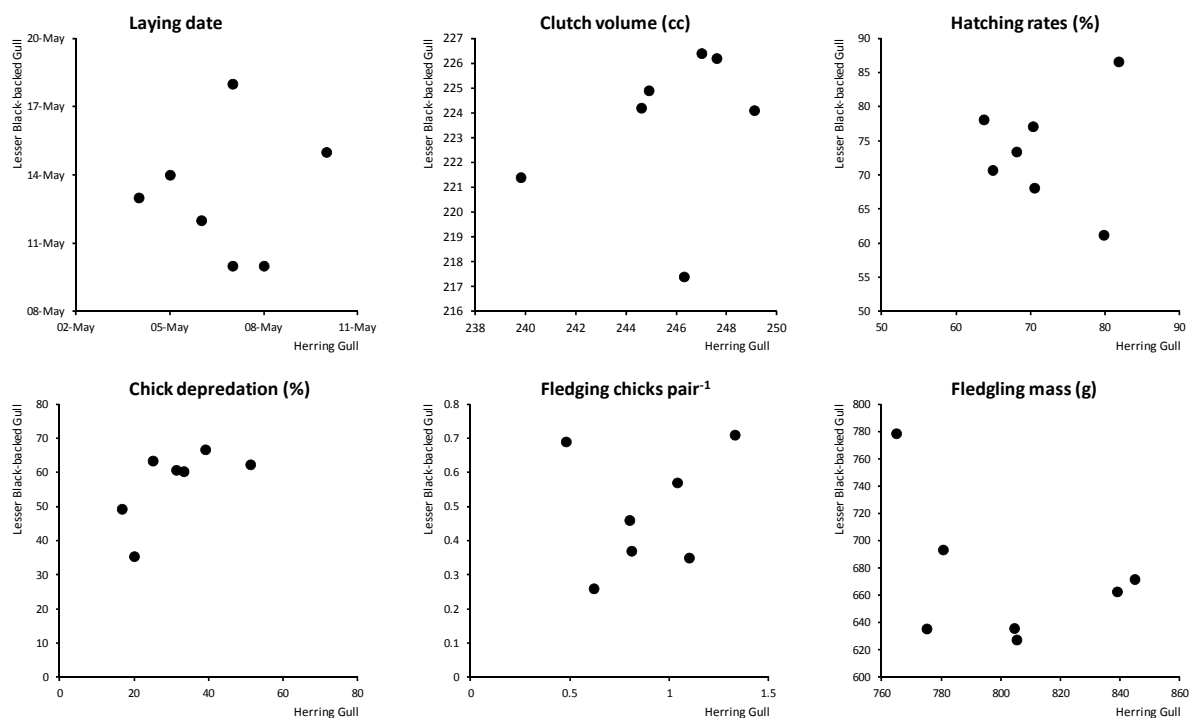 Laying date
Lesser Black-backed Gull
20-May
17-May
14-May
11-May
08-May
02-May 05-May 08-May 11-May
Herring Gull
Clutch volume (cc)
Lesser Black-backed Gull
227
226
225
224
223
222
221
220
219
218
217
216
238 240 242 244 246 248 250
Herring Gull
Hatching rates (%)
Lesser Black-backed Gull
90
85
80
75
70
65
60
55
50
50 60 70 80 90
Herring Gull
Chick depredation (%)
Lesser Black-backed Gull
80
70
60
50
40
30
20
10
0
0 20 40 60 80
Herring Gull
Fledging chicks pair⁻¹
Lesser Black-backed Gull
0.8
0.7
0.6
0.5
0.4
0.3
0.2
0.1
0
0 0.5 1 1.5
Herring Gull
Fledgling mass (g)
Lesser Black-backed Gull
800
780
760
740
720
700
680
660
640
620
600
760 780 800 820 840 860
Herring Gull